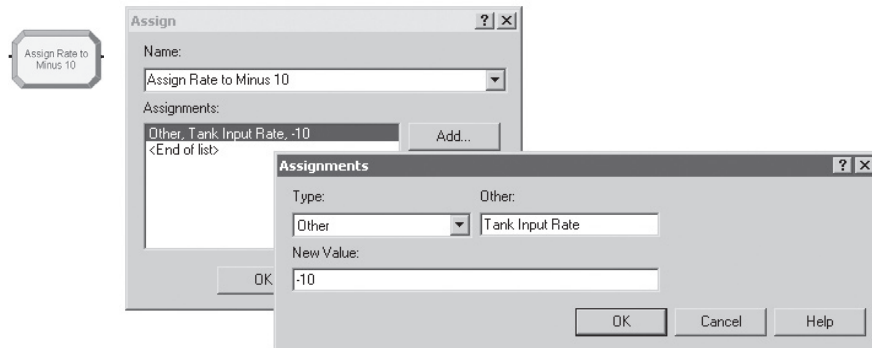 Assign Rate to
Minus 10
Assign
Name:
Assign Rate to Minus 10
Assignments:
Other, Tank Input Rate, -10
<End of list>
Add...
OK
Assignments
Type:
Other:
Other
Tank Input Rate
New Value:
-10
OK
Cancel
Help